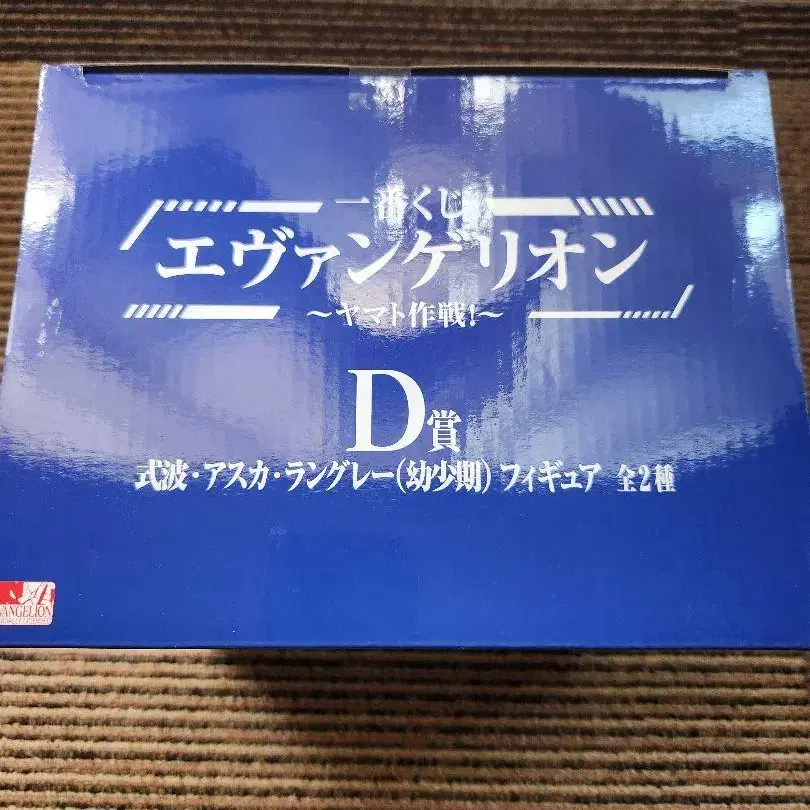 一番くじ
エヴァンゲリオン
～ヤマト作戦!～
D賞
式波・アスカ・ラングレー(幼少期) フィギュア 全2種
VANGELION